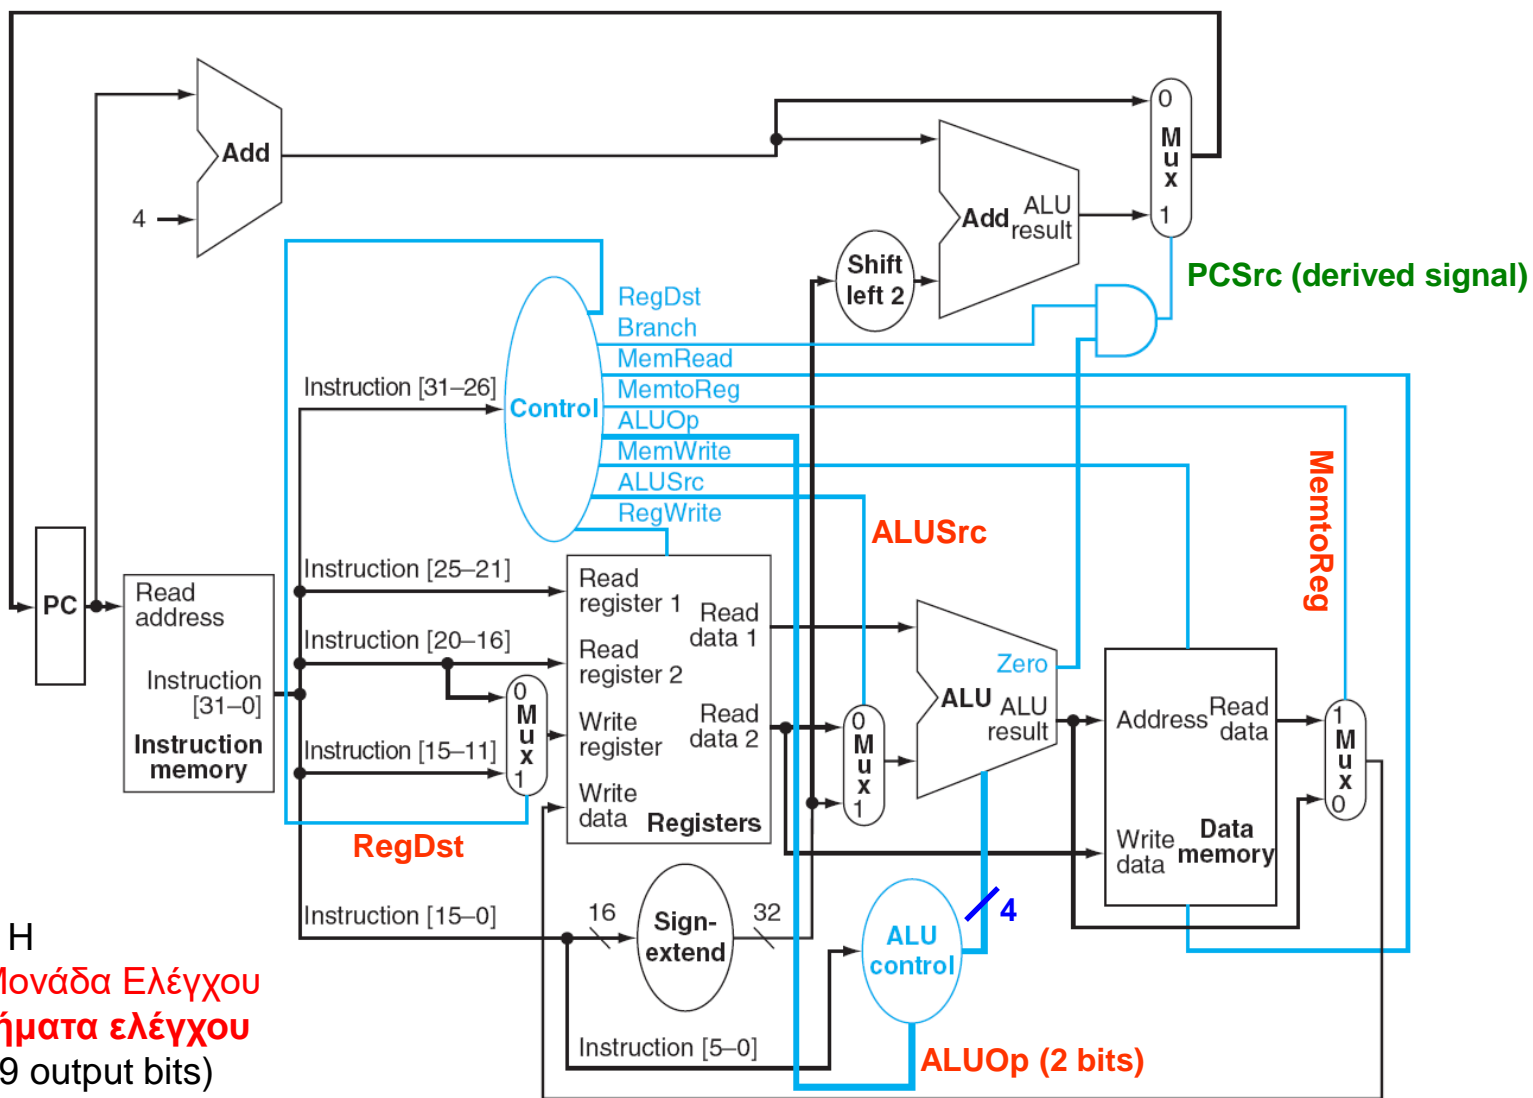 Add
4
0
M
u
x
1
Add
ALU
result
Shift
left 2
PCSrc (derived signal)
RegDst
Branch
MemRead
MemtoReg
ALUOp
MemWrite
ALUSrc
RegWrite
Instruction [31–26]
Control
MemtoReg
ALUSrc
PC
Read
address
Instruction
[31–0]
Instruction
memory
Instruction [25–21]
Instruction [20–16]
Instruction [15–11]
0
M
u
x
1
RegDst
Read
register 1
Read
register 2
Write
register
Write
data
Read
data 1
Read
data 2
Registers
0
M
u
x
1
Zero
ALU
ALU
result
Address
Read
data
Write
data
Data
memory
1
M
u
x
0
Instruction [15–0]
16
Sign-
extend
32
ALU
control
4
Instruction [5–0]
ALUOp (2 bits)
Η
Μονάδα Ελέγχου
ήματα ελέγχου
9 output bits)